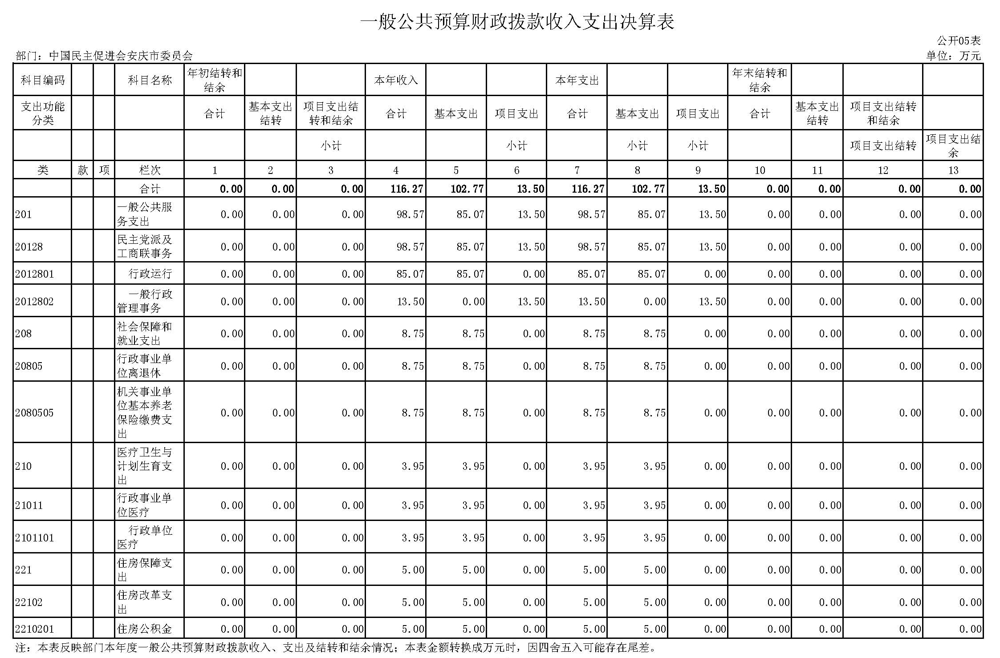 一般公共预算财政拨款收入支出决算表
公开05表
部门：中国民主促进会安庆市委员会 单位：万元
科目编码 科目名称 年初结转和结余 本年收入 本年支出 年末结转和结余
支出功能分类 合计 基本支出结转 项目支出结转和结余 合计 基本支出 项目支出 合计 基本支出 项目支出 合计 基本支出结转 项目支出结转和结余
小计 小计 小计 小计 项目支出结转 项目支出结余
类 款 项 栏次 1 2 3 4 5 6 7 8 9 10 11 12 13
合计 0.00 0.00 0.00 116.27 102.77 13.50 116.27 102.77 13.50 0.00 0.00 0.00 0.00
201 一般公共服务支出 0.00 0.00 0.00 98.57 85.07 13.50 98.57 85.07 13.50 0.00 0.00 0.00 0.00
20128 民主党派及工商联事务 0.00 0.00 0.00 98.57 85.07 13.50 98.57 85.07 13.50 0.00 0.00 0.00 0.00
2012801 行政运行 0.00 0.00 0.00 85.07 85.07 0.00 85.07 85.07 0.00 0.00 0.00 0.00 0.00
2012802 一般行政管理事务 0.00 0.00 0.00 13.50 0.00 13.50 13.50 0.00 13.50 0.00 0.00 0.00 0.00
208 社会保障和就业支出 0.00 0.00 0.00 8.75 8.75 0.00 8.75 8.75 0.00 0.00 0.00 0.00 0.00
20805 行政事业单位离退休 0.00 0.00 0.00 8.75 8.75 0.00 8.75 8.75 0.00 0.00 0.00 0.00 0.00
2080505 机关事业单位基本养老保险缴费支出 0.00 0.00 0.00 8.75 8.75 0.00 8.75 8.75 0.00 0.00 0.00 0.00 0.00
210 医疗卫生与计划生育支出 0.00 0.00 0.00 3.95 3.95 0.00 3.95 3.95 0.00 0.00 0.00 0.00 0.00
21011 行政事业单位医疗 0.00 0.00 0.00 3.95 3.95 0.00 3.95 3.95 0.00 0.00 0.00 0.00 0.00
2101101 行政单位医疗 0.00 0.00 0.00 3.95 3.95 0.00 3.95 3.95 0.00 0.00 0.00 0.00 0.00
221 住房保障支出 0.00 0.00 0.00 5.00 5.00 0.00 5.00 5.00 0.00 0.00 0.00 0.00 0.00
22102 住房改革支出 0.00 0.00 0.00 5.00 5.00 0.00 5.00 5.00 0.00 0.00 0.00 0.00 0.00
2210201 住房公积金 0.00 0.00 0.00 5.00 5.00 0.00 5.00 5.00 0.00 0.00 0.00 0.00 0.00
注：本表反映部门本年度一般公共预算财政拨款收入、支出及结转和结余情况；本表金额转换成万元时，因四舍五入可能存在尾差。